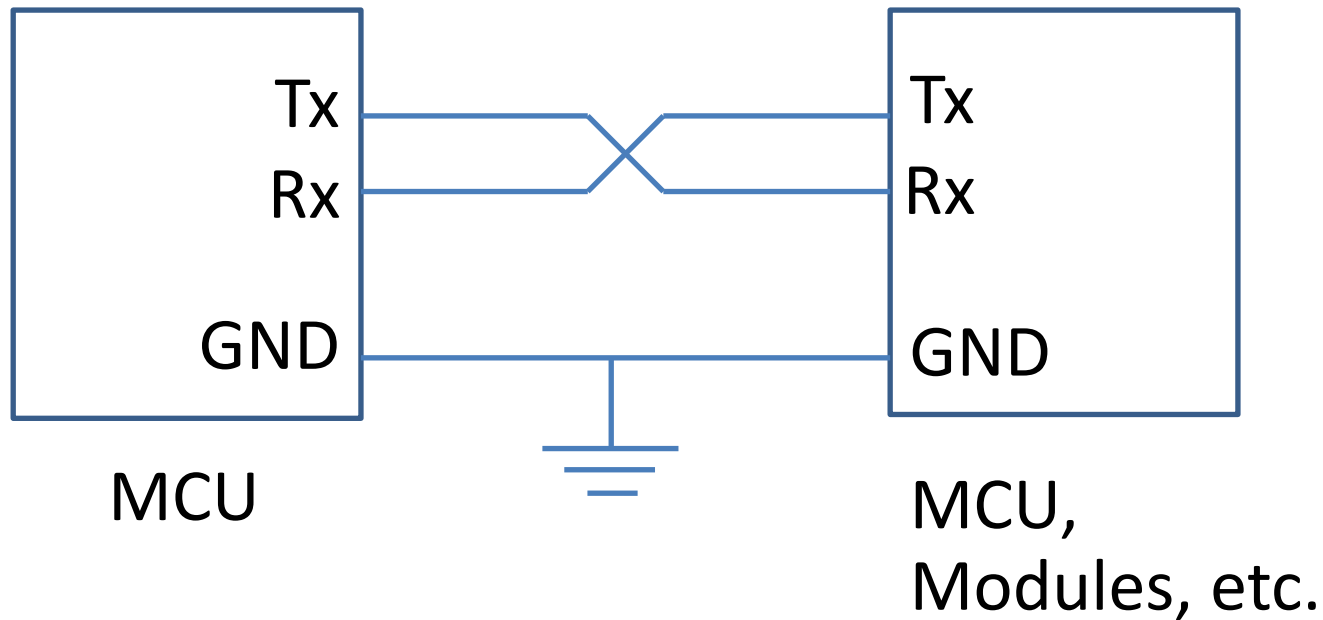 Tx
Rx
GND
MCU
Tx
Rx
GND
MCU,
Modules, etc.